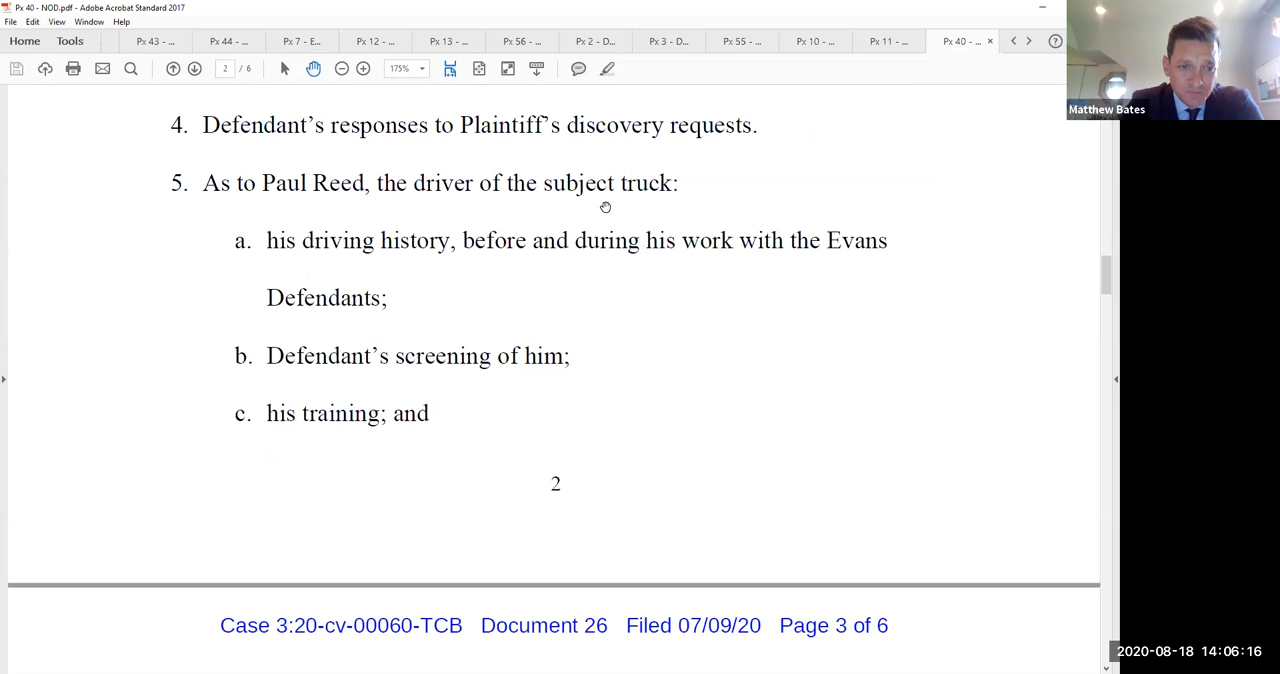 Px 40 - NOD.pdf - Adobe Acrobat Standard 2017
File Edit View Window Help
Home Tools Px 43 - ... Px 44 - ... Px 7 - E... Px 12 - ... Px 13 - ... Px 56 - ... Px 2 - D... Px 3 - D... Px 55 - ... Px 10 - ... Px 11 - ... Px 40 - ... ×
2 / 6 175%
Matthew Bates
4. Defendant’s responses to Plaintiff’s discovery requests.
5. As to Paul Reed, the driver of the subject truck:
a. his driving history, before and during his work with the Evans
Defendants;
b. Defendant’s screening of him;
c. his training; and
2
Case 3:20-cv-00060-TCB Document 26 Filed 07/09/20 Page 3 of 6
2020-08-18 14:06:16